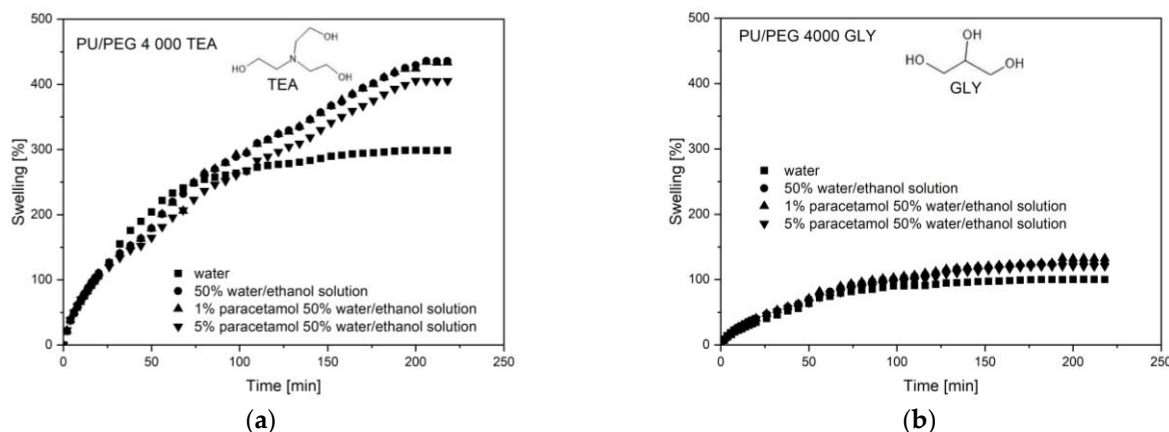 500
400
300
200
100
0
Swelling [%]
PU/PEG 4 000 TEA
OH
N
HO
OH
TEA
water
50% water/ethanol solution
1% paracetamol 50% water/ethanol solution
5% paracetamol 50% water/ethanol solution
0 50 100 150 200 250
Time [min]
(a)
500
400
300
200
100
0
Swelling [%]
PU/PEG 4000 GLY
OH
HO OH
GLY
water
50% water/ethanol solution
1% paracetamol 50% water/ethanol solution
5% paracetamol 50% water/ethanol solution
0 50 100 150 200 250
Time [min]
(b)